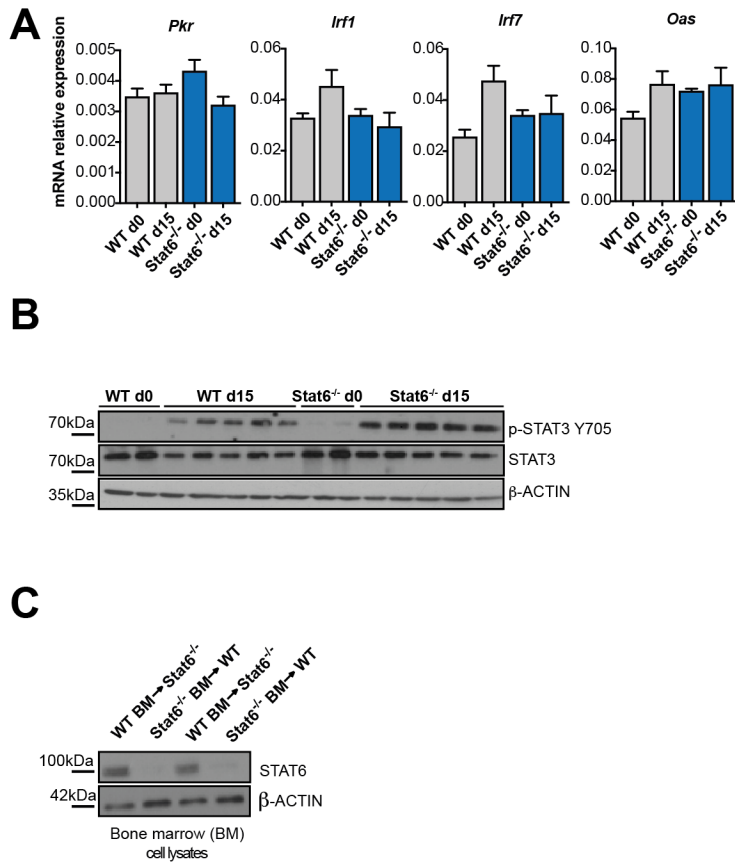 A
Pkr
Irf1
Irf7
Oas
mRNA relative expression
0.005
0.004
0.003
0.002
0.001
0.000
0.06
0.04
0.02
0.00
0.06
0.04
0.02
0.00
0.10
0.08
0.06
0.04
0.02
0.00
WT d0
WT d15
Stat6-/- d0
Stat6-/- d15
WT d0
WT d15
Stat6-/- d0
Stat6-/- d15
WT d0
WT d15
Stat6-/- d0
Stat6-/- d15
WT d0
WT d15
Stat6-/- d0
Stat6-/- d15
B
WT d0 WT d15 Stat6-/- d0 Stat6-/- d15
70kDa p-STAT3 Y705
70kDa STAT3
35kDa β-ACTIN
C
WT BM→Stat6-/-
Stat6-/- BM→WT
WT BM→Stat6-/-
Stat6-/- BM→WT
100kDa STAT6
42kDa β-ACTIN
Bone marrow (BM)
cell lysates